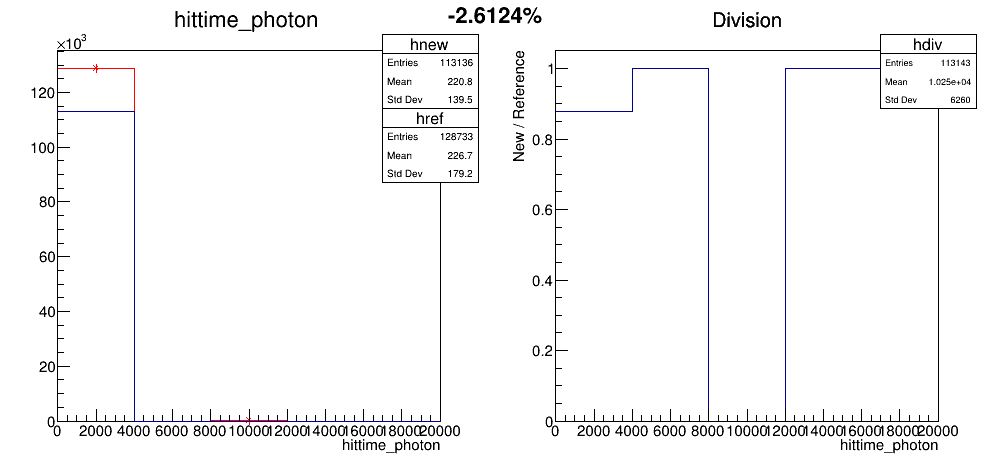 -2.6124%
hittime_photon
×10³
hnew
Entries 113136
Mean 220.8
Std Dev 139.5
href
Entries 128733
Mean 226.7
Std Dev 179.2
120
100
80
60
40
20
0
0 2000 4000 6000 8000 10000 12000 14000 16000 18000 20000
hittime_photon
Division
hdiv
Entries 113143
Mean 1.025e+04
Std Dev 6260
New / Reference
1
0.8
0.6
0.4
0.2
0
0 2000 4000 6000 8000 10000 12000 14000 16000 18000 20000
hittime_photon